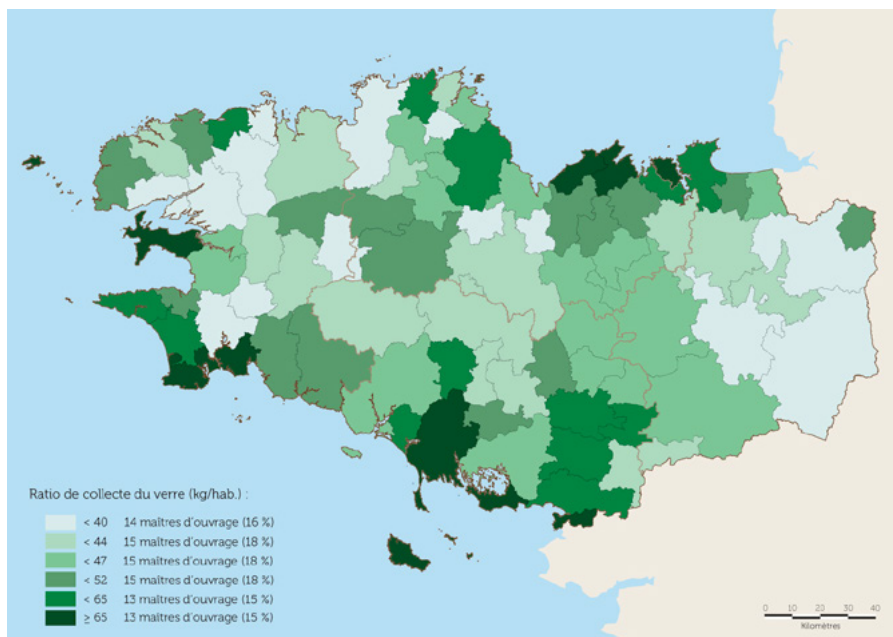 Ratio de collecte du verre (kg/hab.) :
< 40 14 maîtres d'ouvrage (16 %)
< 44 15 maîtres d'ouvrage (18 %)
< 47 15 maîtres d'ouvrage (18 %)
< 52 15 maîtres d'ouvrage (18 %)
< 65 13 maîtres d'ouvrage (15 %)
≥ 65 13 maîtres d'ouvrage (15 %)
0 10 20 30 40
Kilomètres